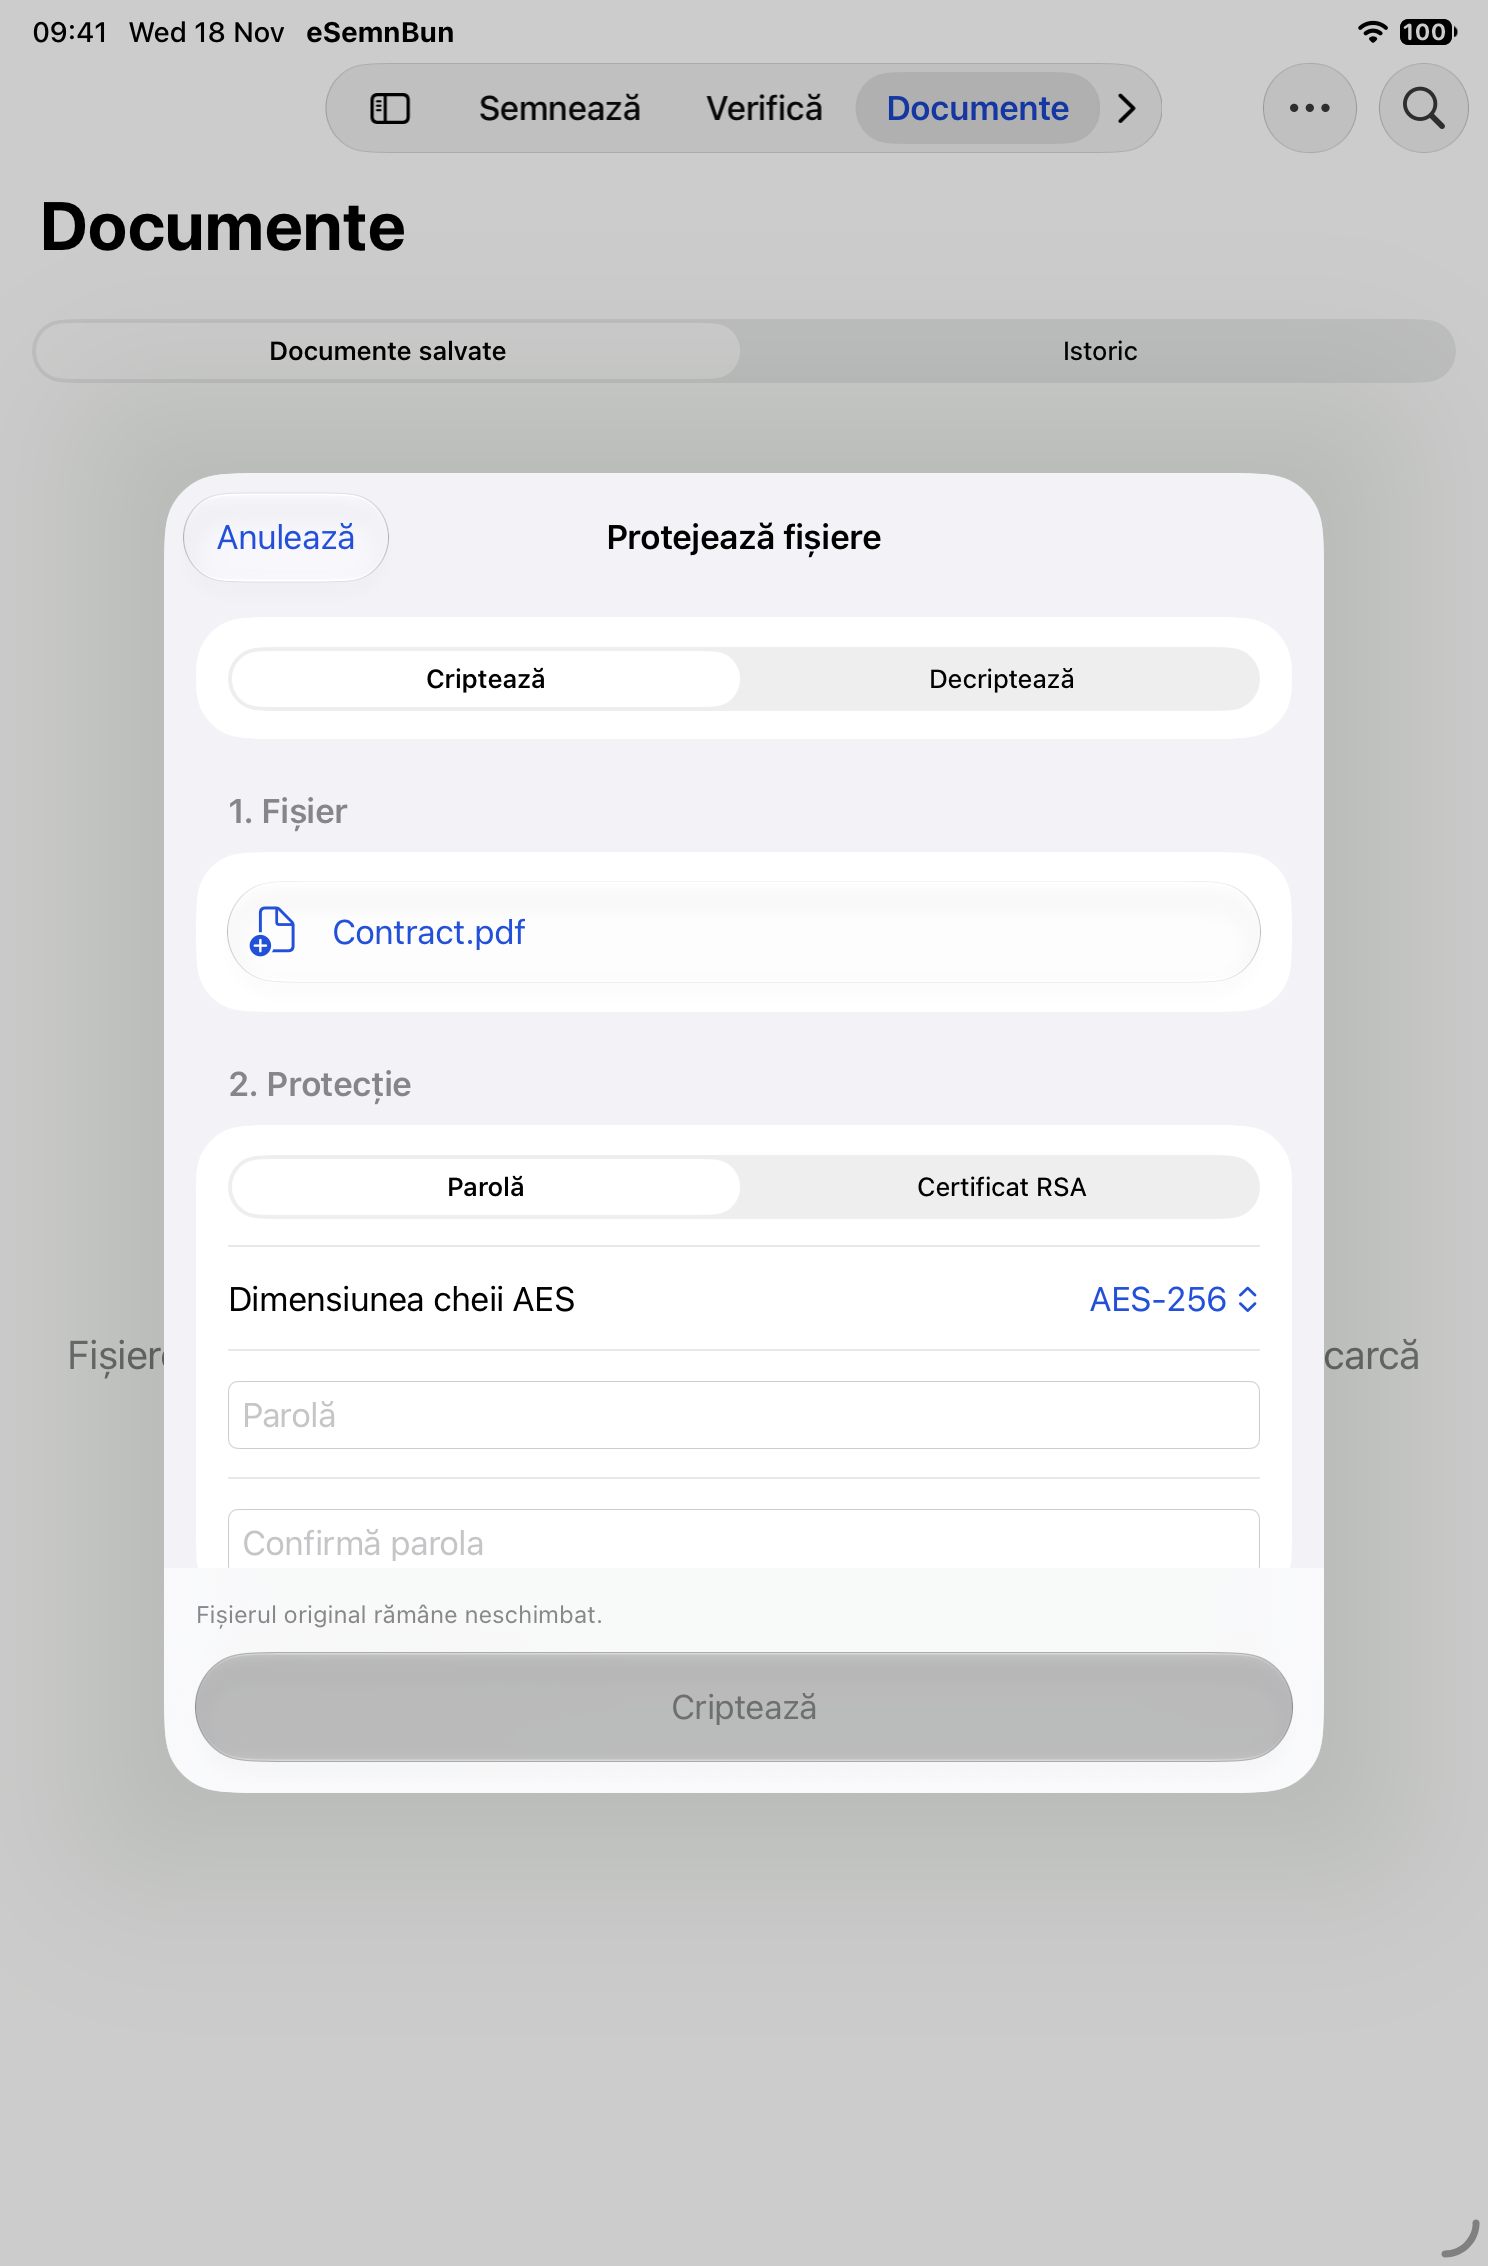 09:41 Wed 18 Nov eSemnBun 100
Semnează Verifică Documente
Documente
Documente salvate Istoric
Anulează Protejează fișiere
Criptează Decriptează
1. Fișier
Contract.pdf
2. Protecție
Parolă Certificat RSA
Dimensiunea cheii AES AES-256
carcă
Parolă
Confirmă parola
Fișierul original rămâne neschimbat.
Criptează